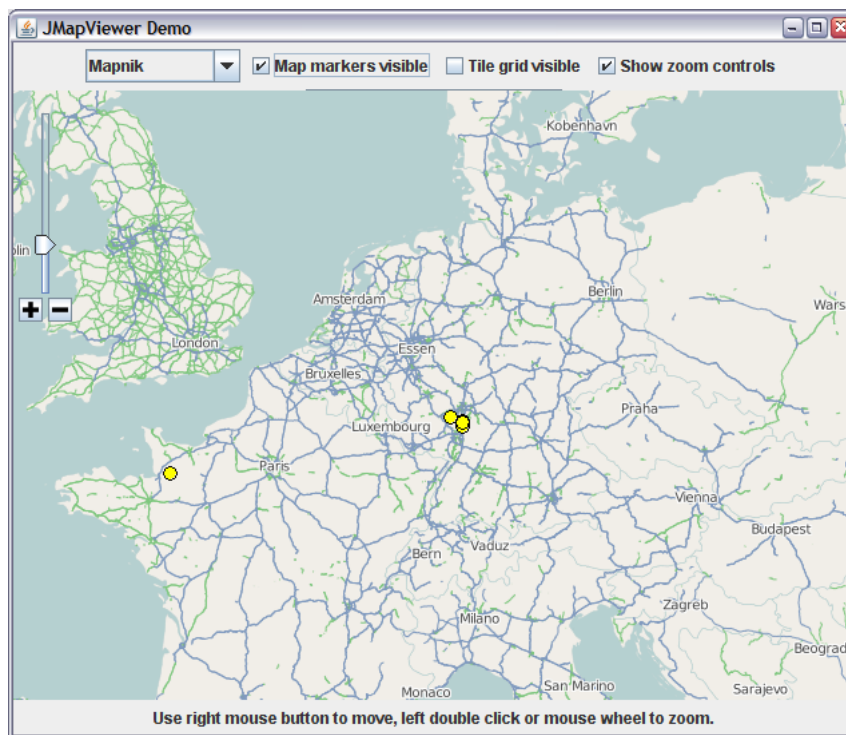 JMapViewer Demo
Mapnik Map markers visible Tile grid visible Show zoom controls
Kobenhavn
Berlin
Amsterdam
Wars
London
Essen
Bruxelles
Praha
Luxembourg
Paris
Vienna
Budapest
Bern
Vaduz
Zagreb
Milano
Beograd
Monaco
San Marino
Sarajevo
Use right mouse button to move, left double click or mouse wheel to zoom.